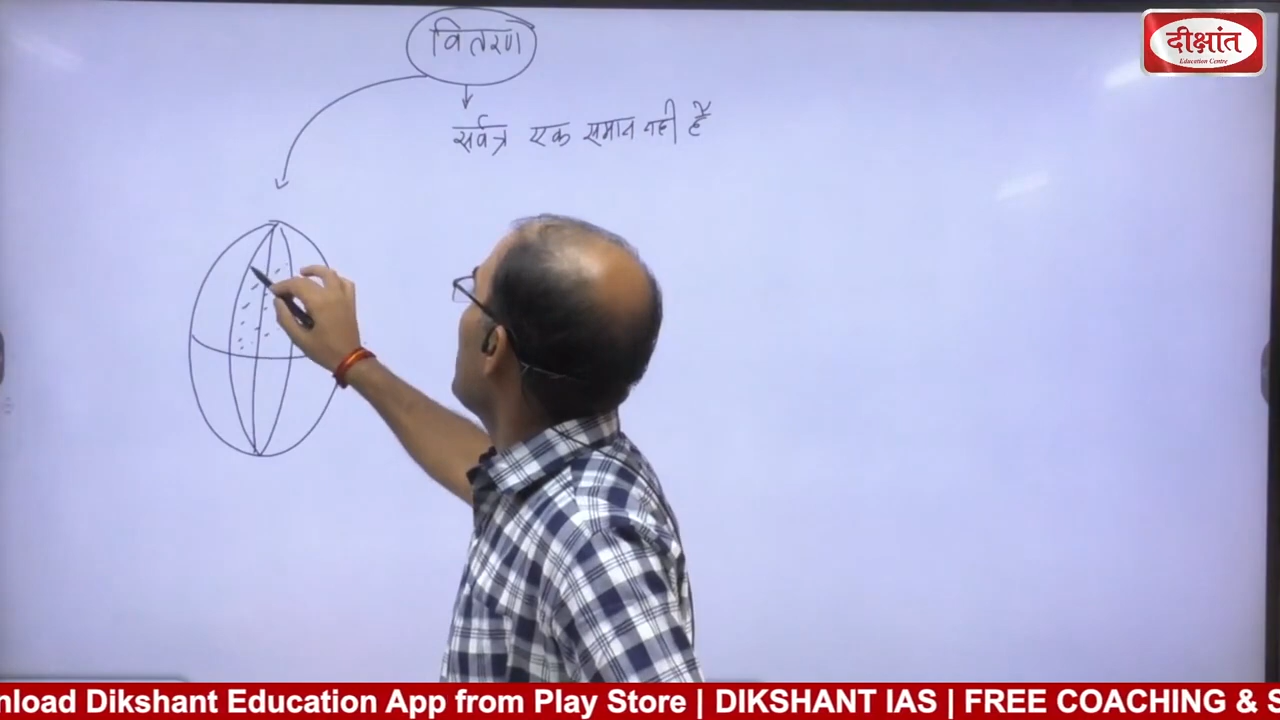 वितरण
सर्वत्र एक समान नही है
दीक्षांत
Education Centre
nload Dikshant Education App from Play Store | DIKSHANT IAS | FREE COACHING & S